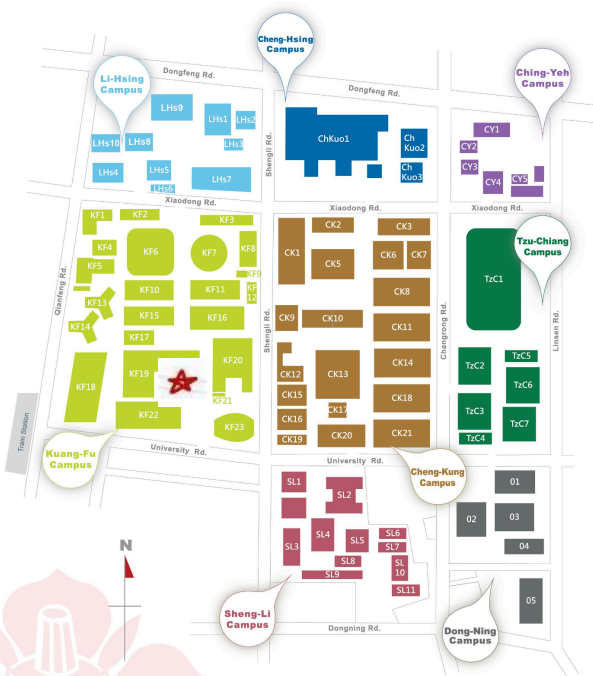 Cheng-Hsing
Campus
Li-Hsing
Campus
Ching-Yeh
Campus
Dongfeng Rd.
Dongfeng Rd.
LHs9
LHs1
LHs2
LHs3
LHs10
LHs8
LHs4
LHs5
LHs6
LHs7
Shengli Rd.
ChKuo1
Ch
Kuo2
Ch
Kuo3
CY1
CY2
CY3
CY4
CY5
Xiaodong Rd.
Xiaodong Rd.
Xiaodong Rd.
Tzu-Chiang
Campus
Qianfeng Rd.
KF1
KF2
KF3
KF4
KF5
KF6
KF7
KF8
KF9
KF10
KF11
KF
12
KF13
KF14
KF15
KF16
KF17
KF18
KF19
KF20
KF21
KF22
KF23
Shengli Rd.
CK1
CK2
CK3
CK5
CK6
CK7
CK8
CK9
CK10
CK11
CK12
CK13
CK14
CK15
CK16
CK17
CK18
CK19
CK20
CK21
Changrong Rd.
TzC1
TzC2
TzC5
TzC6
TzC3
TzC7
TzC4
Linsen Rd.
Train Station
Kuang-Fu
Campus
University Rd.
University Rd.
Cheng-Kung
Campus
SL1
SL2
SL3
SL4
SL5
SL6
SL7
SL8
SL9
SL
10
SL11
01
02
03
04
05
N
Sheng-Li
Campus
Dongning Rd.
Dong-Ning
Campus